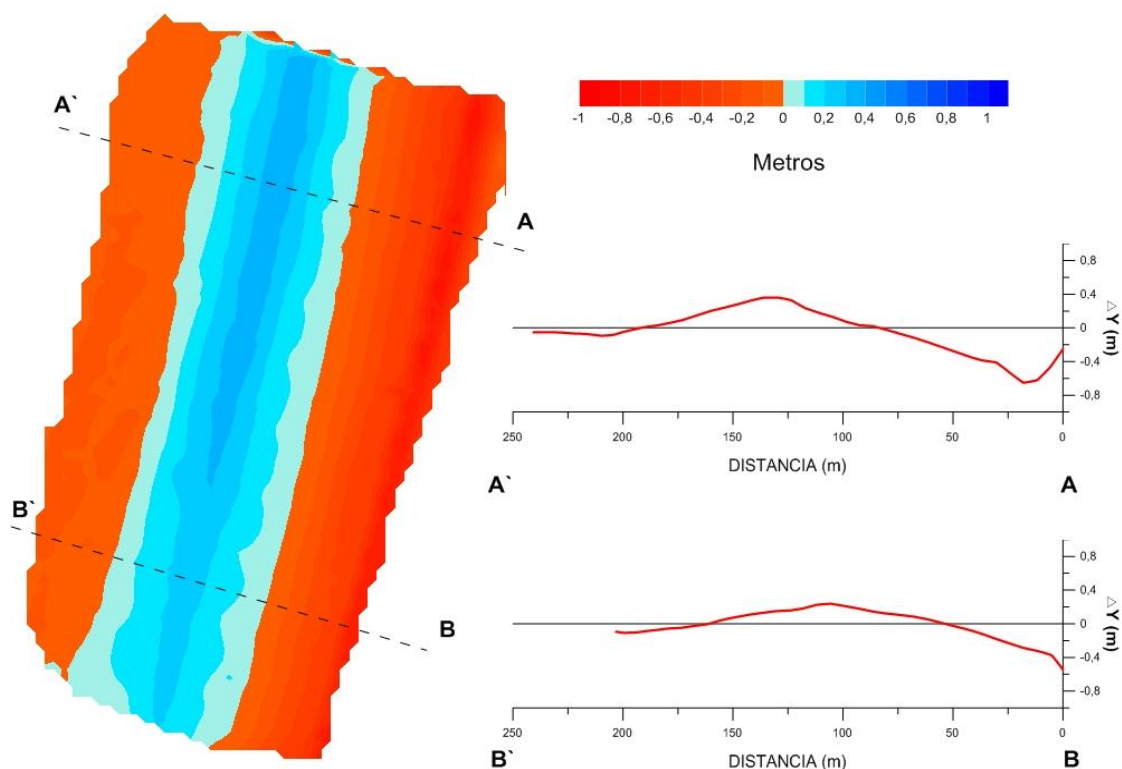 A`
-1 -0,8 -0,6 -0,4 -0,2 0 0,2 0,4 0,6 0,8 1
Metros
A
0,8
0,4
0
-0,4
-0,8
△Y (m)
250 200 150 100 50 0
DISTANCIA (m)
A` A
B`
B
0,8
0,4
0
-0,4
-0,8
△Y (m)
250 200 150 100 50 0
DISTANCIA (m)
B` B